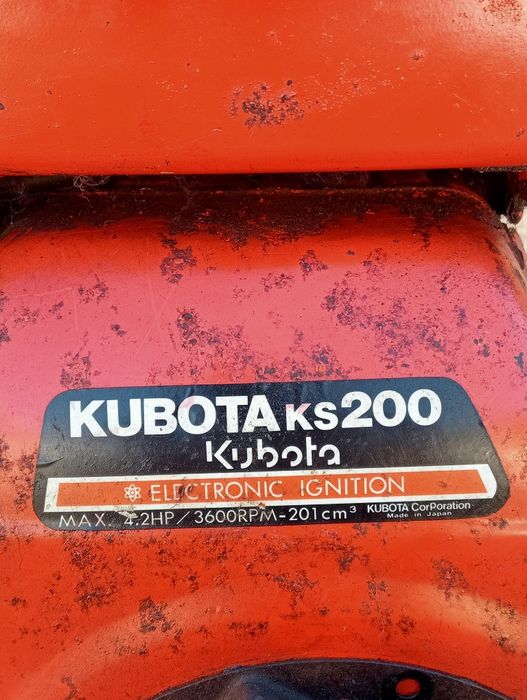 KUBOTA KS200
Kubota
ELECTRONIC IGNITION
MAX. 4.2HP/3600RPM-201cm³ KUBOTA CorPoration
Made in Japan